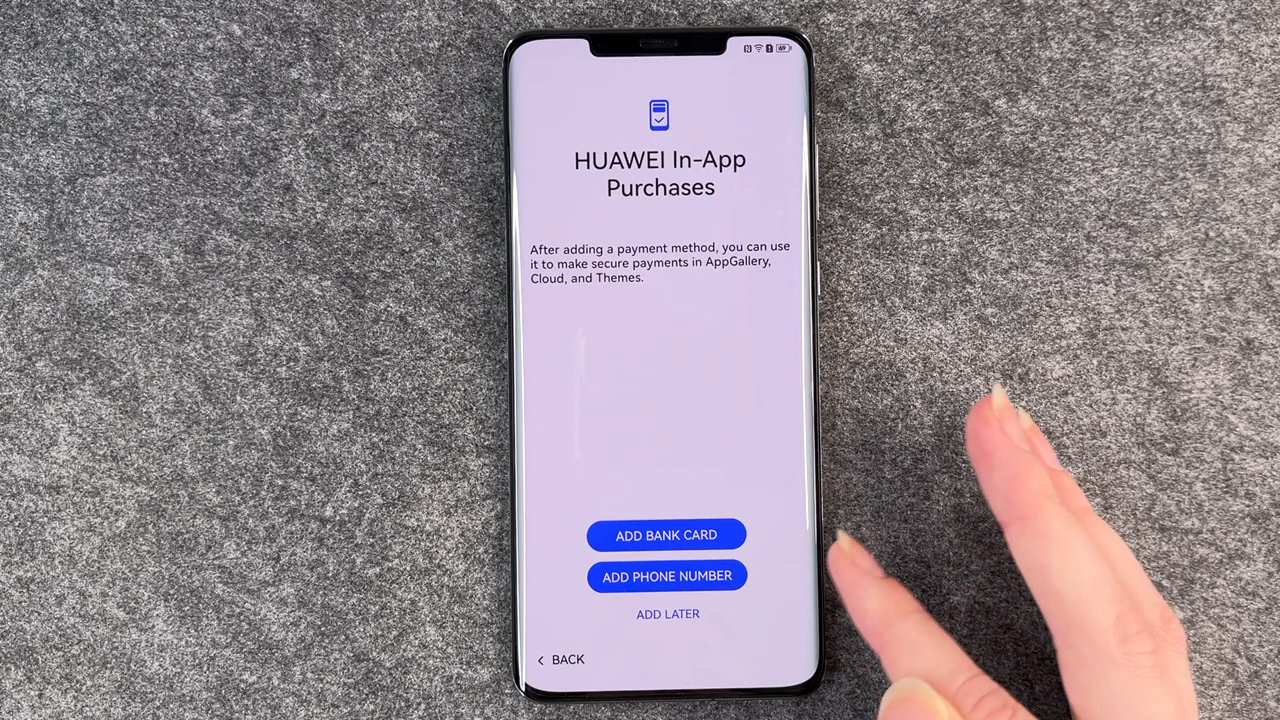 69
HUAWEI In-App
Purchases
After adding a payment method, you can use
it to make secure payments in AppGallery,
Cloud, and Themes.
ADD BANK CARD
ADD PHONE NUMBER
ADD LATER
BACK